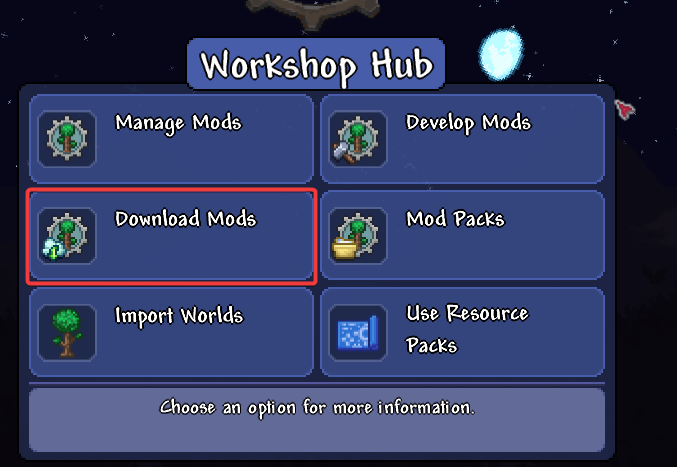 Workshop Hub
Manage Mods
Develop Mods
Download Mods
Mod Packs
Import Worlds
Use Resource
Packs
Choose an option for more information.